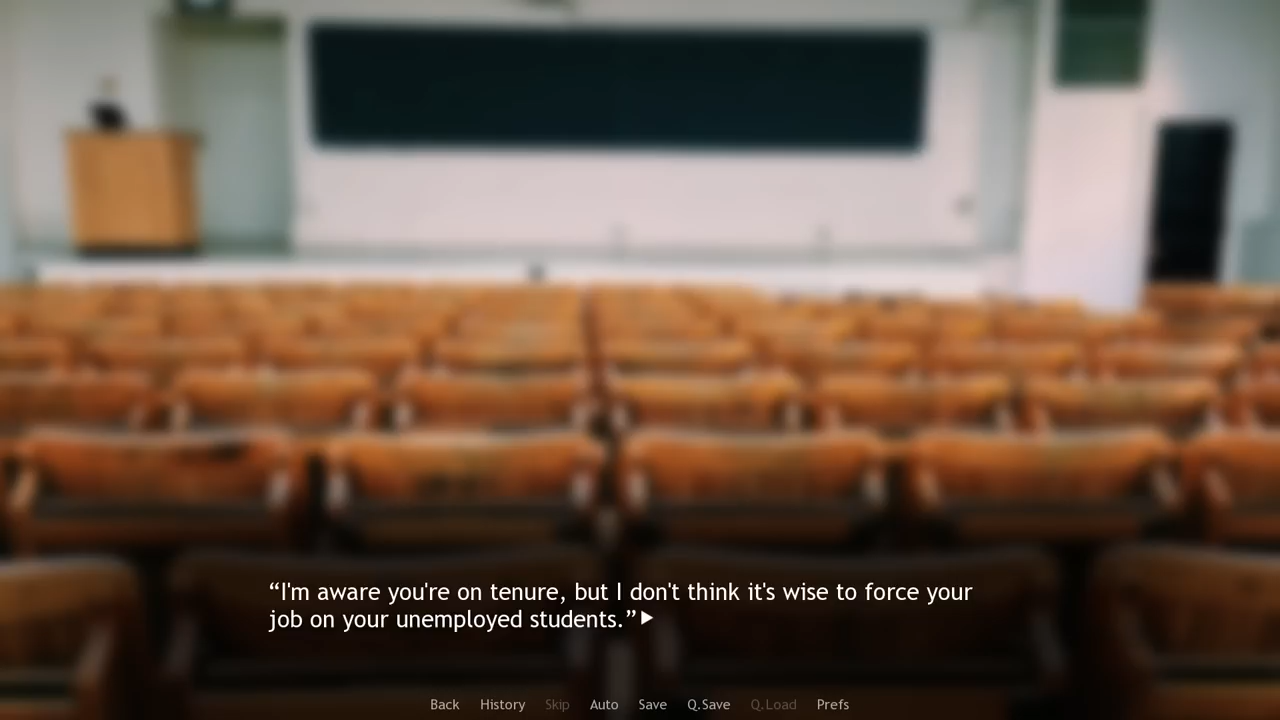 “I'm aware you're on tenure, but I don't think it's wise to force your
job on your unemployed students.”
Back History Skip Auto Save Q.Save Q.Load Prefs